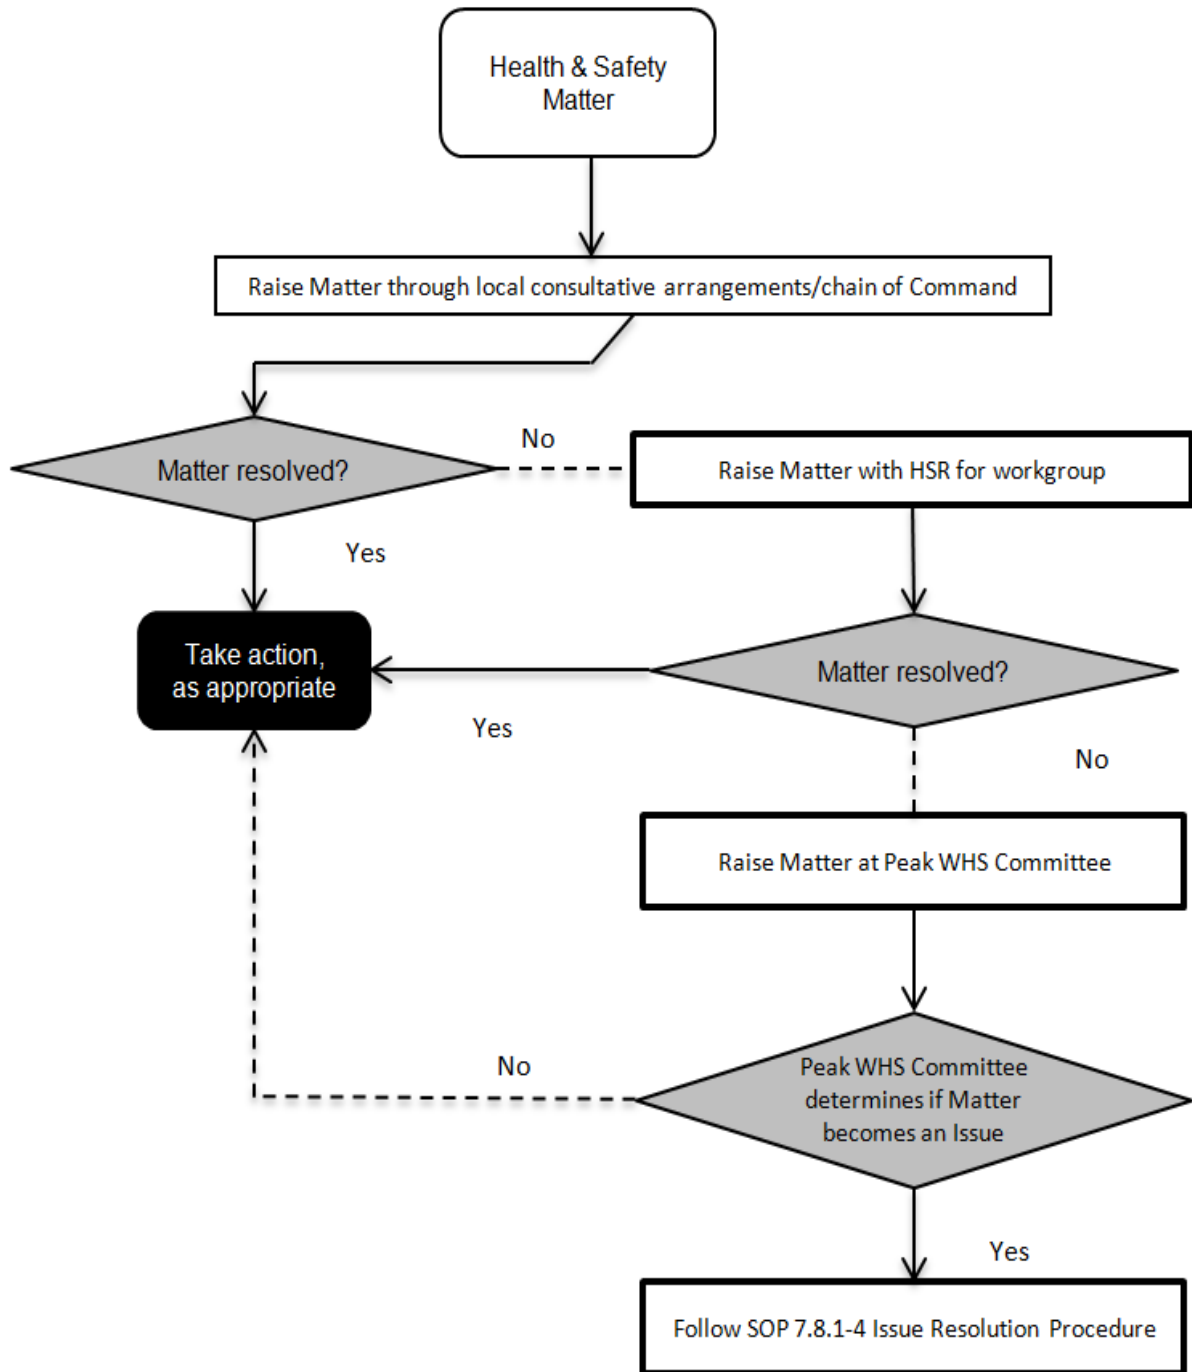 Health & Safety
Matter
Raise Matter through local consultative arrangements/chain of Command
Matter resolved?
No
Raise Matter with HSR for workgroup
Yes
Take action,
as appropriate
Matter resolved?
Yes
No
Raise Matter at Peak WHS Committee
Peak WHS Committee
determines if Matter
becomes an Issue
No
Yes
Follow SOP 7.8.1-4 Issue Resolution Procedure